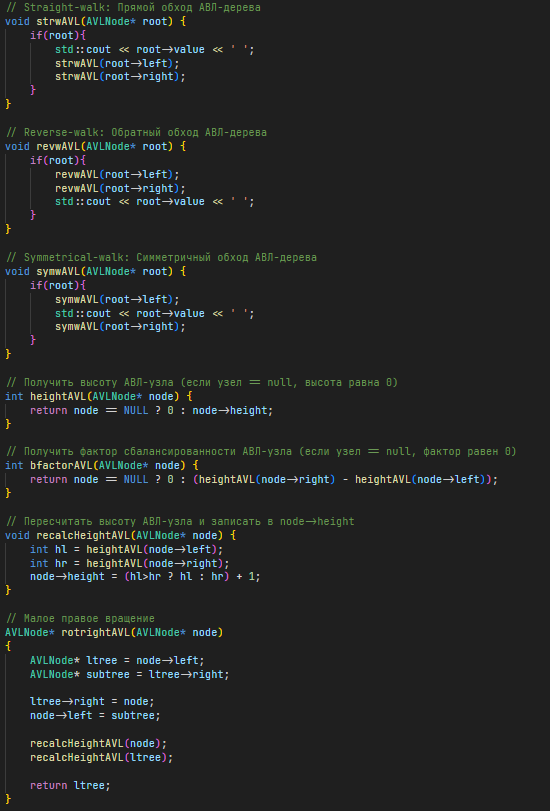 // Straight-walk: Прямой обход АВЛ-дерева
void strwAVL(AVLNode* root) {
    if(root){
        std::cout << root->value << ' ';
        strwAVL(root->left);
        strwAVL(root->right);
    }
}
// Reverse-walk: Обратный обход АВЛ-дерева
void revwAVL(AVLNode* root) {
    if(root){
        revwAVL(root->left);
        revwAVL(root->right);
        std::cout << root->value << ' ';
    }
}
// Symmetrical-walk: Симметричный обход АВЛ-дерева
void symwAVL(AVLNode* root) {
    if(root){
        symwAVL(root->left);
        std::cout << root->value << ' ';
        symwAVL(root->right);
    }
}
// Получить высоту АВЛ-узла (если узел == null, высота равна 0)
int heightAVL(AVLNode* node) {
    return node == NULL ? 0 : node->height;
}
// Получить фактор сбалансированности АВЛ-узла (если узел == null, фактор равен 0)
int bfactorAVL(AVLNode* node) {
    return node == NULL ? 0 : (heightAVL(node->right) - heightAVL(node->left));
}
// Пересчитать высоту АВЛ-узла и записать в node->height
void recalcHeightAVL(AVLNode* node) {
    int hl = heightAVL(node->left);
    int hr = heightAVL(node->right);
    node->height = (hl>hr ? hl : hr) + 1;
}
// Малое правое вращение
AVLNode* rotrightAVL(AVLNode* node)
{
    AVLNode* ltree = node->left;
    AVLNode* subtree = ltree->right;
    ltree->right = node;
    node->left = subtree;
    recalcHeightAVL(node);
    recalcHeightAVL(ltree);
    return ltree;
}